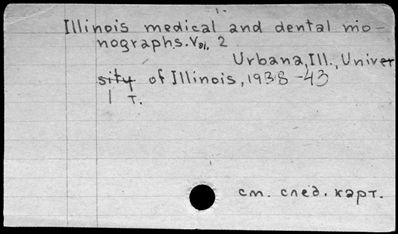 1.
Illinois medical and dental mo-
nographs. Vol, 2
Urbana, Ill., Univer
sity of Illinois, 1938-43
1 т.
см. след. карт.